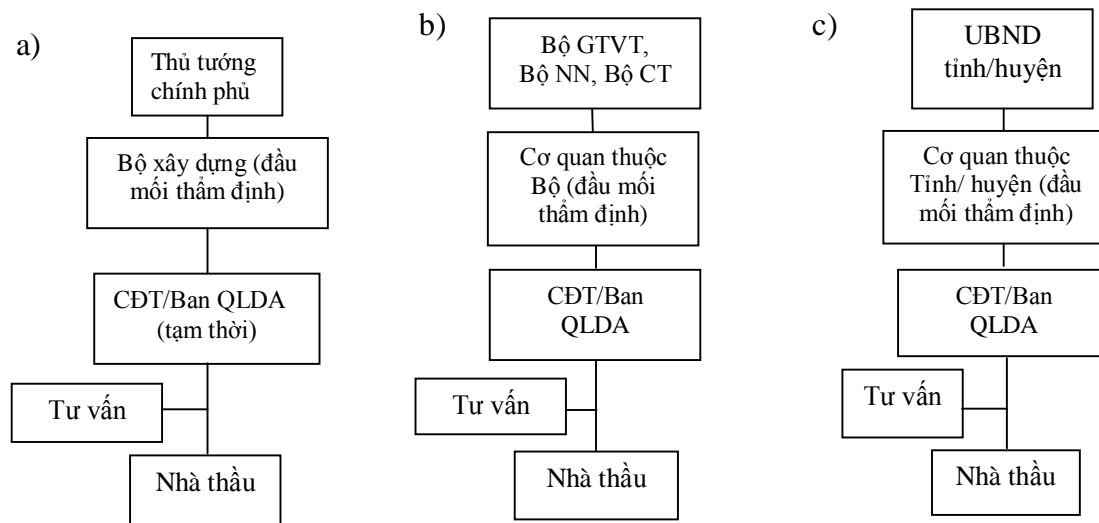 a)
Thủ tướng
chính phủ
Bộ xây dựng (đầu
mối thẩm định)
CĐT/Ban QLDA
(tạm thời)
Tư vấn
Nhà thầu
b)
Bộ GTVT,
Bộ NN, Bộ CT
Cơ quan thuộc
Bộ (đầu mối
thẩm định)
CĐT/Ban
QLDA
Tư vấn
Nhà thầu
c)
UBND
tỉnh/huyện
Cơ quan thuộc
Tỉnh/ huyện (đầu
mối thẩm định)
CĐT/Ban
QLDA
Tư vấn
Nhà thầu